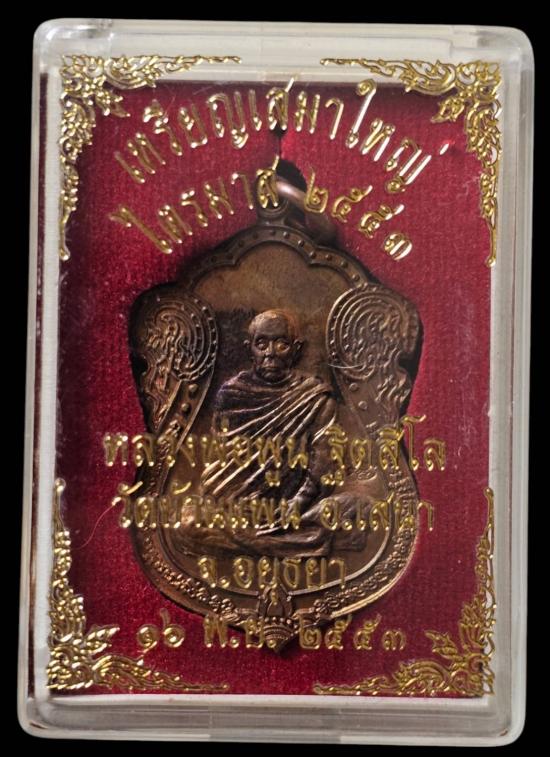 เหรียญเสมาใหญ่
ไตรมาส ๒๕๕๓
หลวงพ่อพูน ฐิตสีโล
วัดบ้านแพน อ.เสนา
จ.อยุธยา
๑๖ พ.ย. ๒๕๕๓